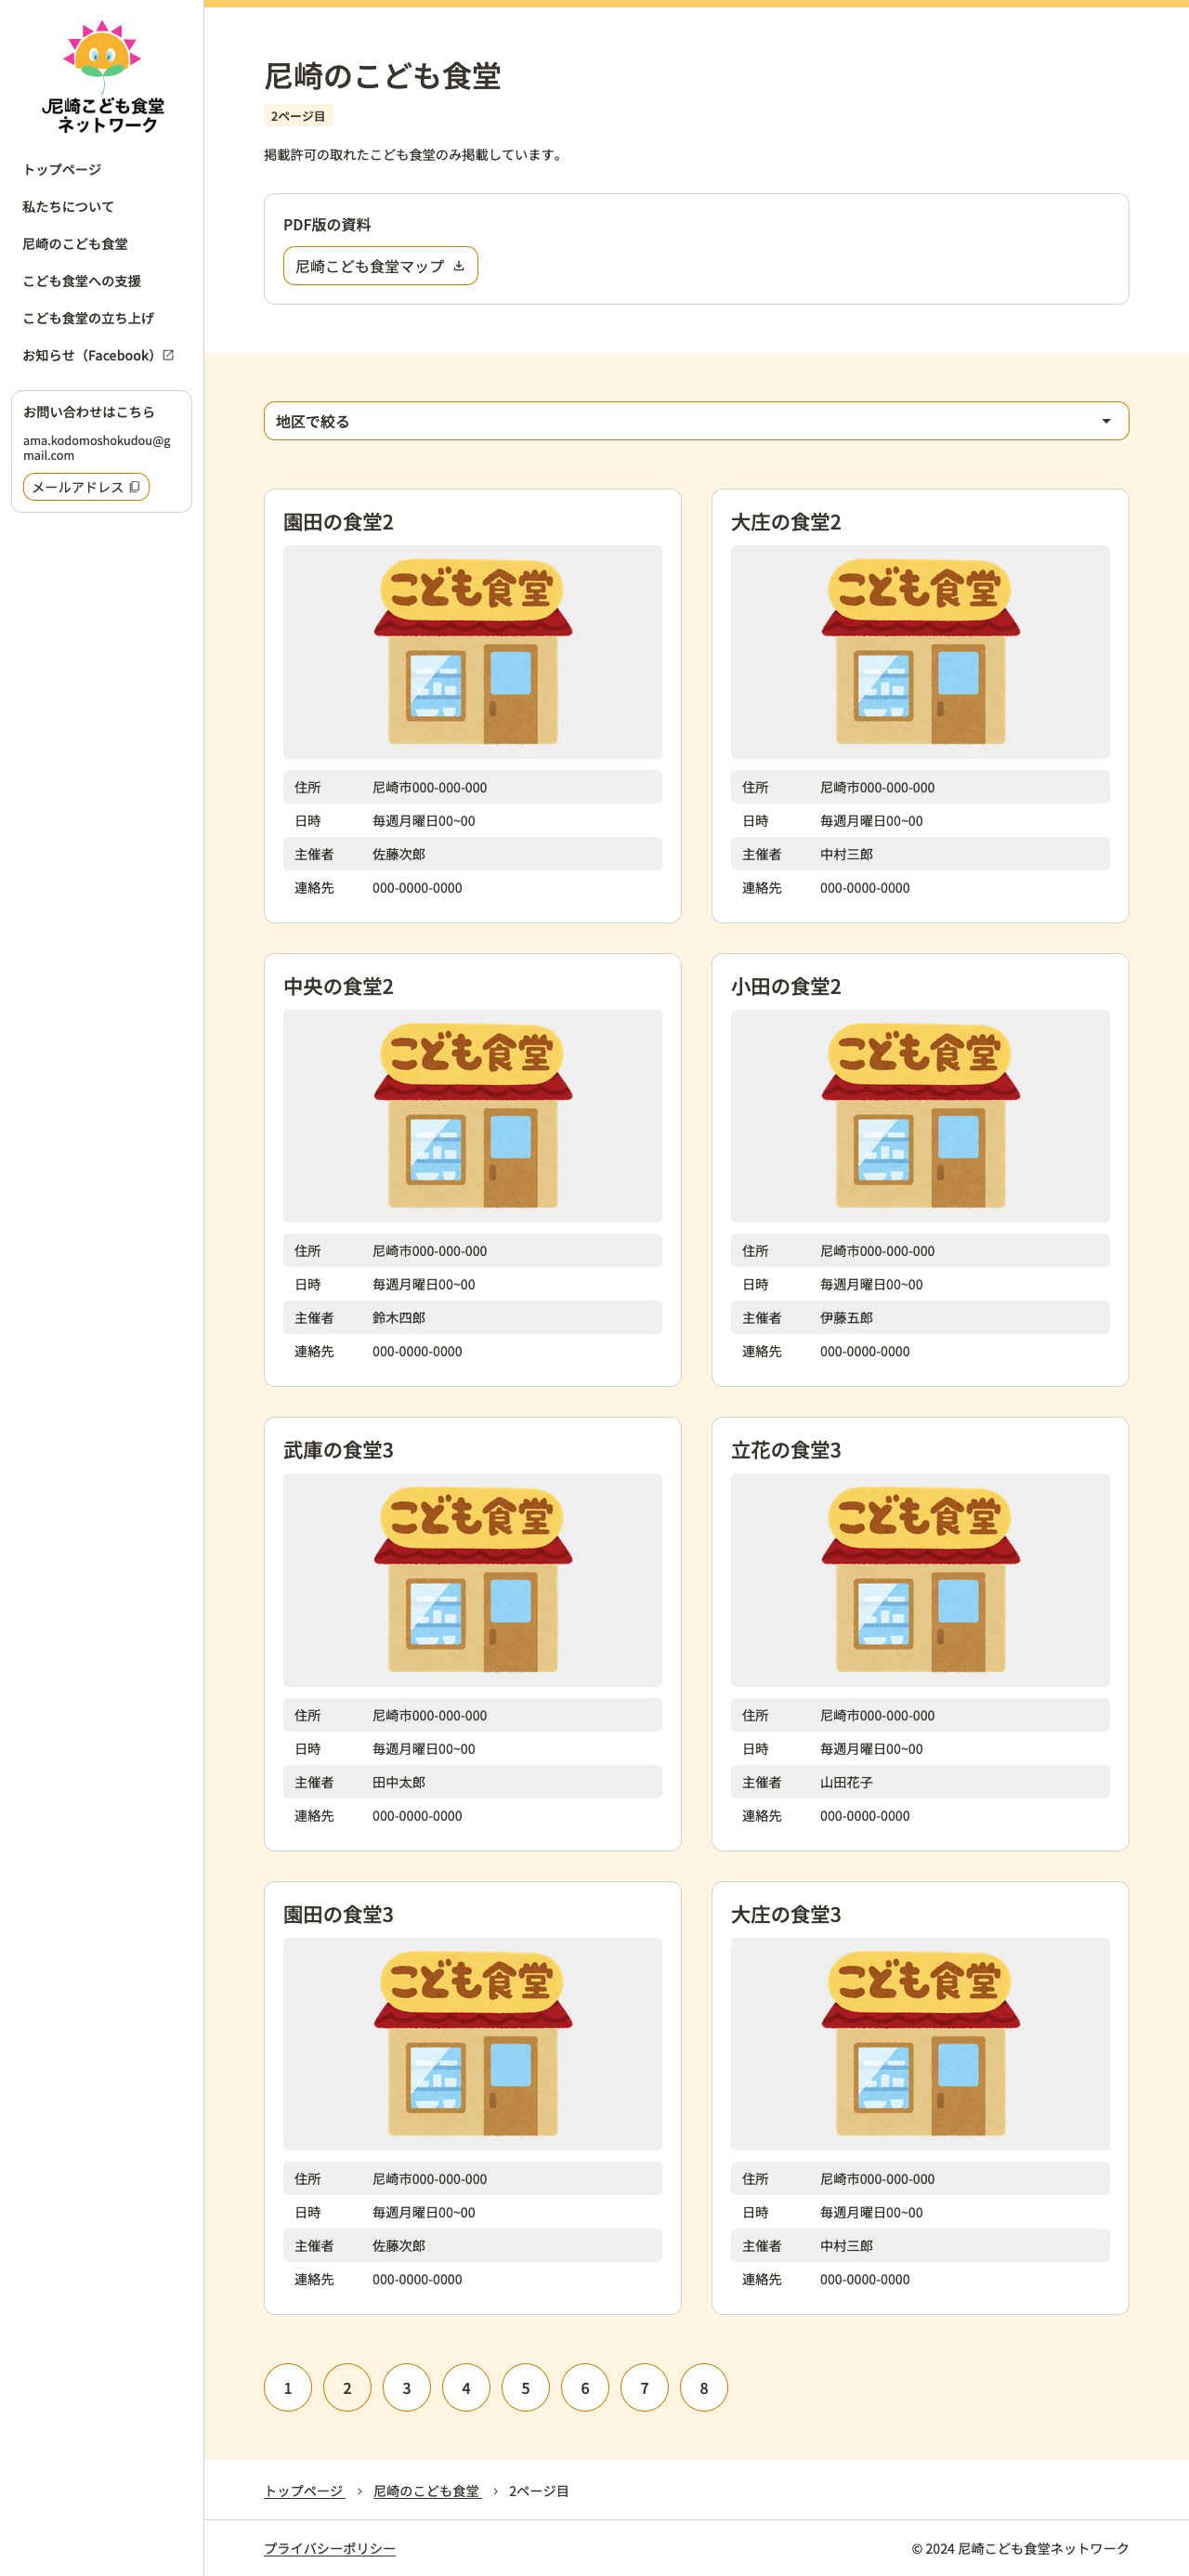 尼崎こども食堂
ネットワーク
トップページ
私たちについて
尼崎のこども食堂
こども食堂への支援
こども食堂の立ち上げ
お知らせ（Facebook）
お問い合わせはこちら
ama.kodomoshokudou@g
mail.com
メールアドレス
尼崎のこども食堂
2ページ目
掲載許可の取れたこども食堂のみ掲載しています。
PDF版の資料
尼崎こども食堂マップ
地区で絞る
園田の食堂2
こども食堂
住所 尼崎市000-000-000
日時 毎週月曜日00~00
主催者 佐藤次郎
連絡先 000-0000-0000
大庄の食堂2
こども食堂
住所 尼崎市000-000-000
日時 毎週月曜日00~00
主催者 中村三郎
連絡先 000-0000-0000
中央の食堂2
こども食堂
住所 尼崎市000-000-000
日時 毎週月曜日00~00
主催者 鈴木四郎
連絡先 000-0000-0000
小田の食堂2
こども食堂
住所 尼崎市000-000-000
日時 毎週月曜日00~00
主催者 伊藤五郎
連絡先 000-0000-0000
武庫の食堂3
こども食堂
住所 尼崎市000-000-000
日時 毎週月曜日00~00
主催者 田中太郎
連絡先 000-0000-0000
立花の食堂3
こども食堂
住所 尼崎市000-000-000
日時 毎週月曜日00~00
主催者 山田花子
連絡先 000-0000-0000
園田の食堂3
こども食堂
住所 尼崎市000-000-000
日時 毎週月曜日00~00
主催者 佐藤次郎
連絡先 000-0000-0000
大庄の食堂3
こども食堂
住所 尼崎市000-000-000
日時 毎週月曜日00~00
主催者 中村三郎
連絡先 000-0000-0000
1 2 3 4 5 6 7 8
トップページ › 尼崎のこども食堂 › 2ページ目
プライバシーポリシー
© 2024 尼崎こども食堂ネットワーク